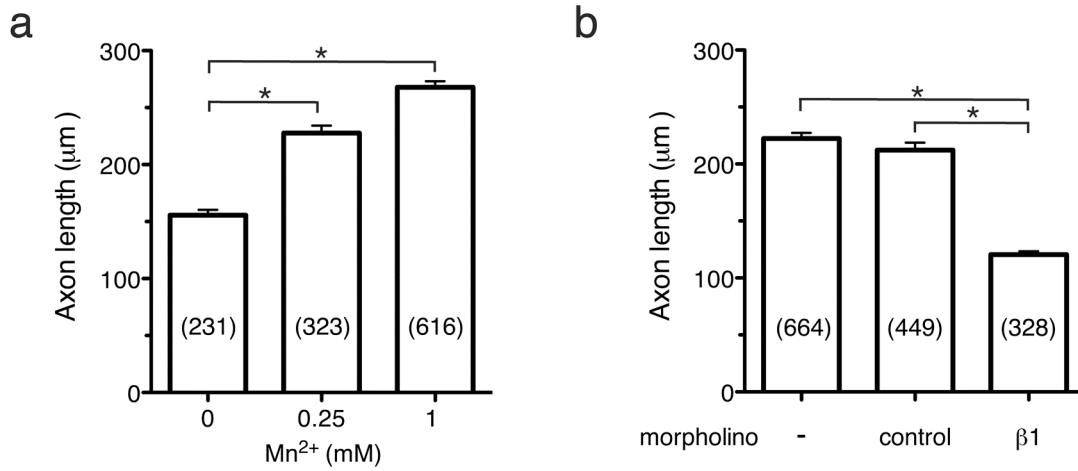 a
300
200
100
0
Axon length (μm )
*
*
(231)
(323)
(616)
0 0.25 1
Mn²⁺ (mM)
b
300
200
100
0
Axon length (μm )
*
*
(664)
(449)
(328)
morpholino - control β1